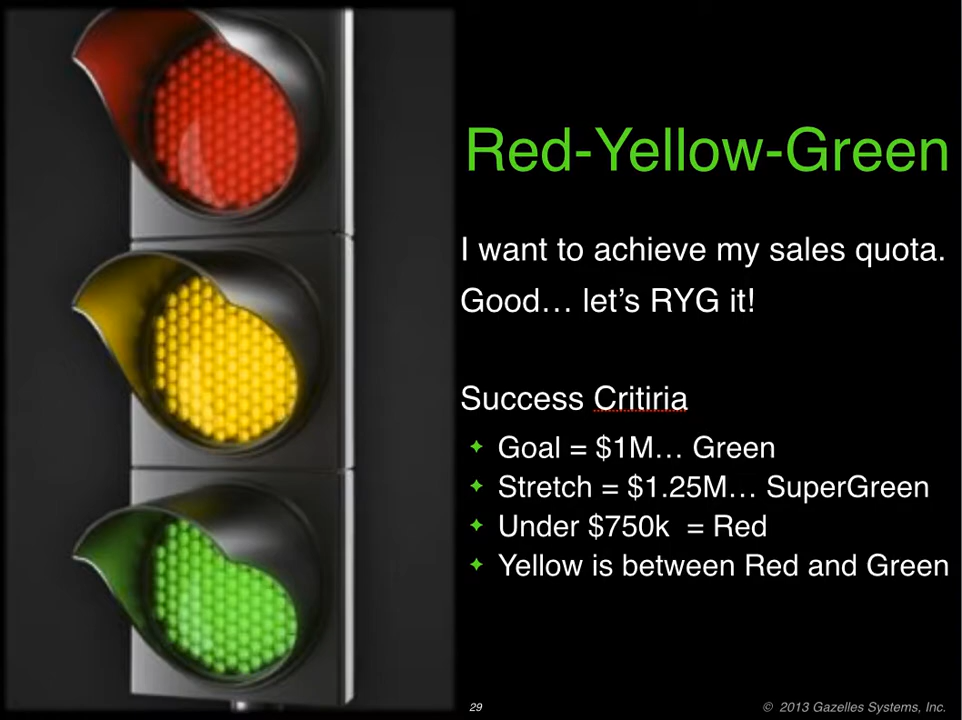 Red-Yellow-Green
I want to achieve my sales quota.
Good… let’s RYG it!
Success Critiria
Goal = $1M… Green
Stretch = $1.25M… SuperGreen
Under $750k = Red
Yellow is between Red and Green
29
© 2013 Gazelles Systems, Inc.